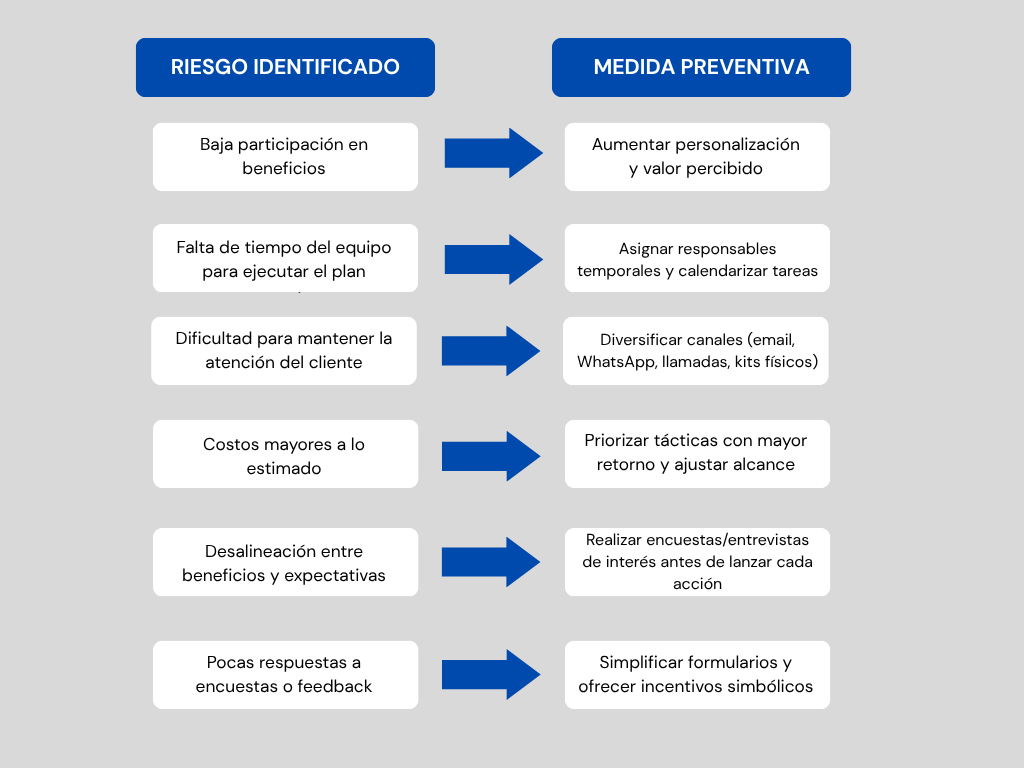 RIESGO IDENTIFICADO
MEDIDA PREVENTIVA
Baja participación en
beneficios
Aumentar personalización
y valor percibido
Falta de tiempo del equipo
para ejecutar el plan
Asignar responsables
temporales y calendarizar tareas
Dificultad para mantener la
atención del cliente
Diversificar canales (email,
WhatsApp, llamadas, kits físicos)
Costos mayores a lo
estimado
Priorizar tácticas con mayor
retorno y ajustar alcance
Desalineación entre
beneficios y expectativas
Realizar encuestas/entrevistas
de interés antes de lanzar cada
acción
Pocas respuestas a
encuestas o feedback
Simplificar formularios y
ofrecer incentivos simbólicos